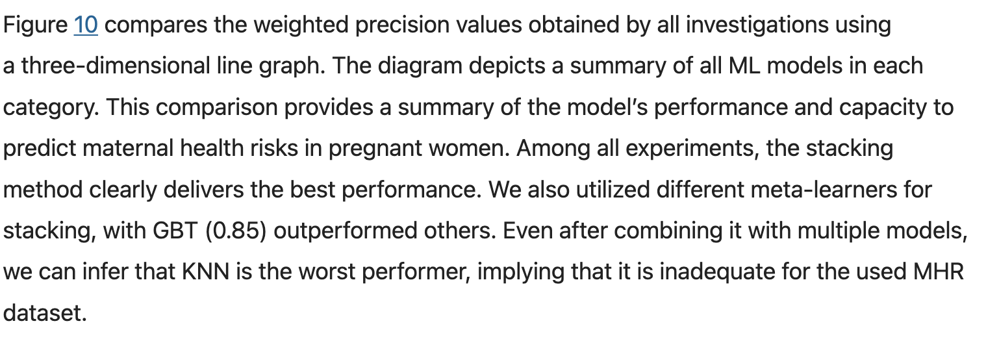 Figure 10 compares the weighted precision values obtained by all investigations using
a three-dimensional line graph. The diagram depicts a summary of all ML models in each
category. This comparison provides a summary of the model’s performance and capacity to
predict maternal health risks in pregnant women. Among all experiments, the stacking
method clearly delivers the best performance. We also utilized different meta-learners for
stacking, with GBT (0.85) outperformed others. Even after combining it with multiple models,
we can infer that KNN is the worst performer, implying that it is inadequate for the used MHR
dataset.